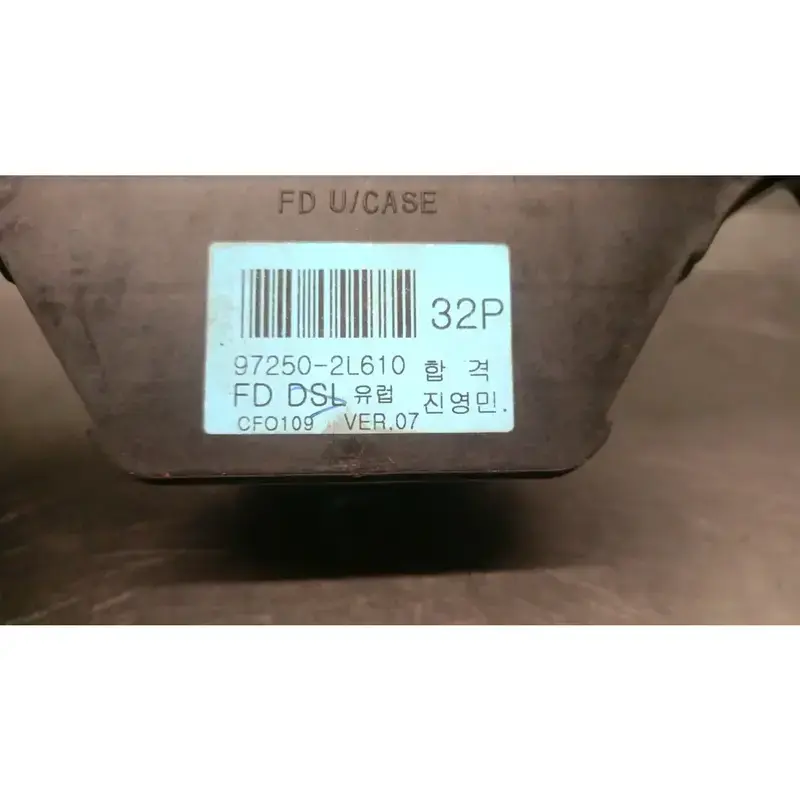 FD U/CASE
32P
97250-2L610 합 격
FD DSL 유럽 진영민.
CFO109 VER.07